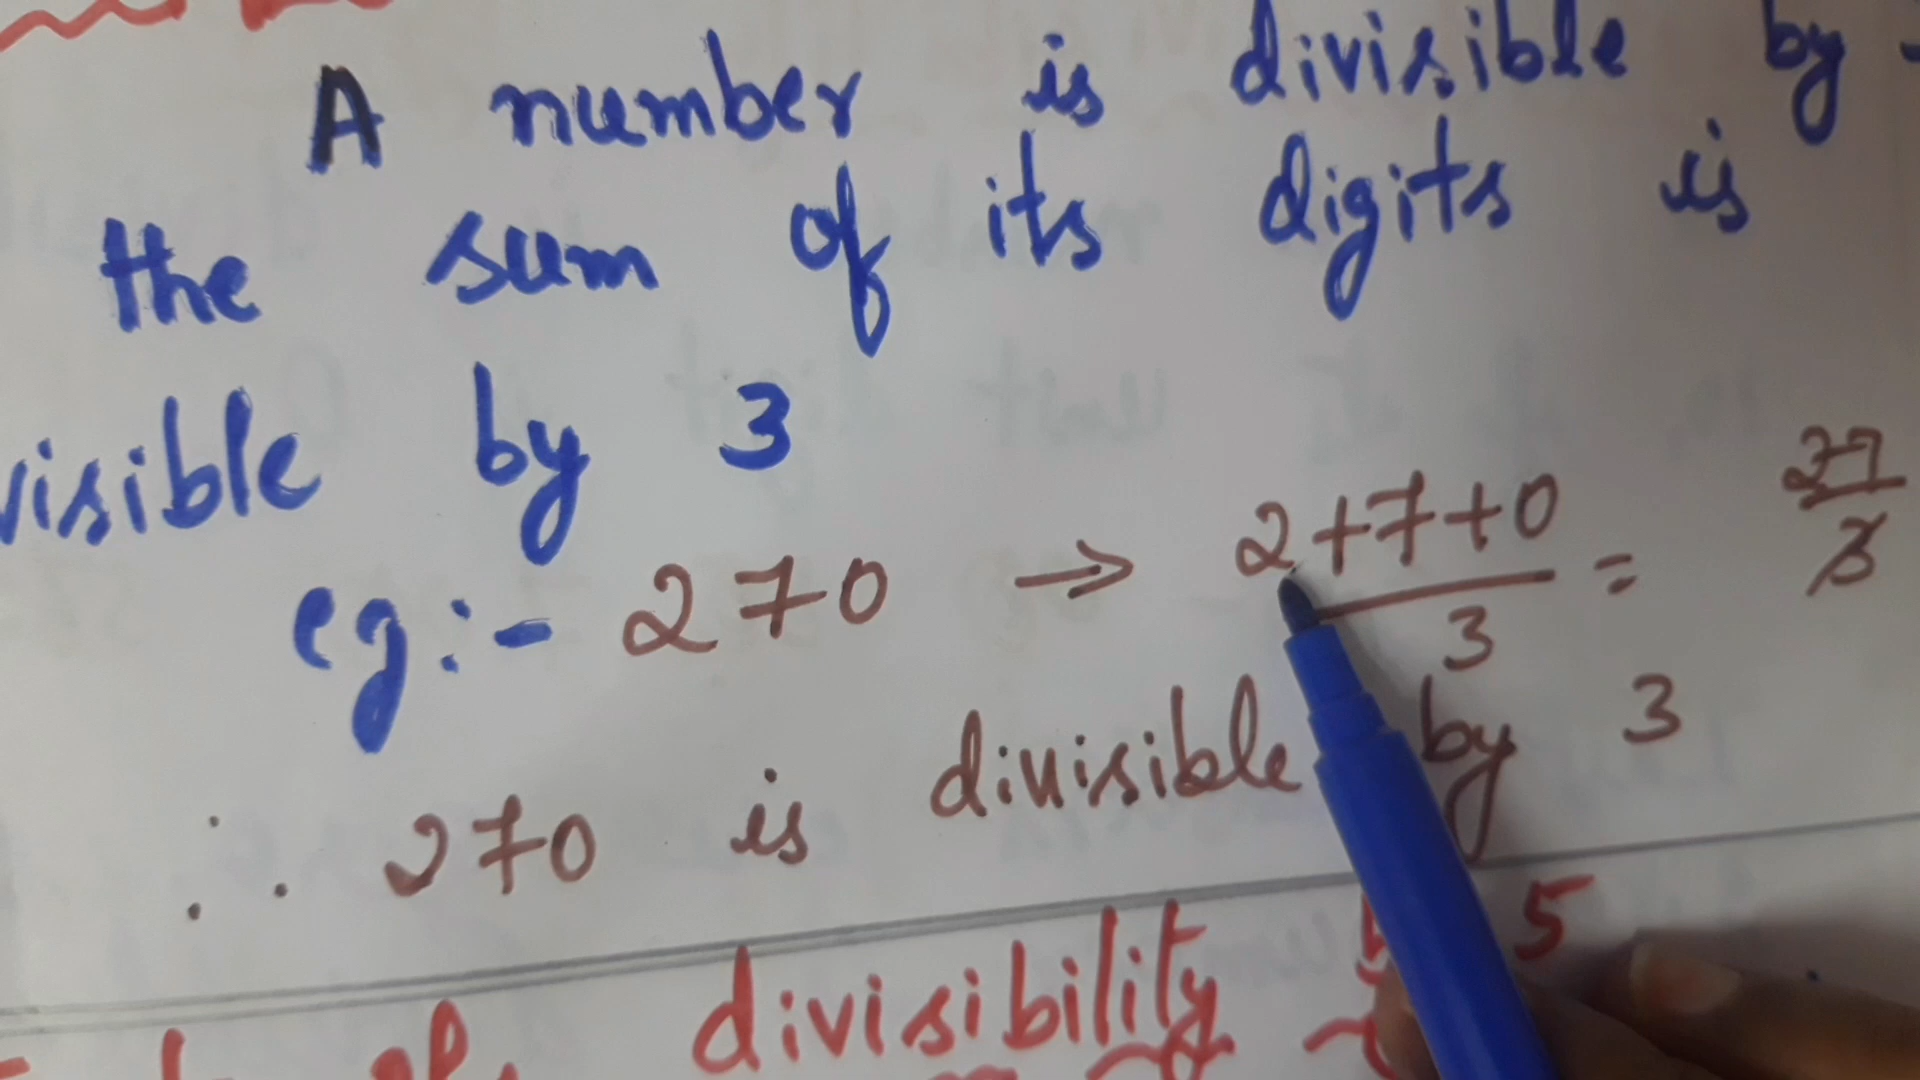 A number is divisible by
the sum of its digits is
visible by 3
eg:- 270 → 2+7+0/3 = 27/3
∴ 270 is divisible by 3
divisibility 5